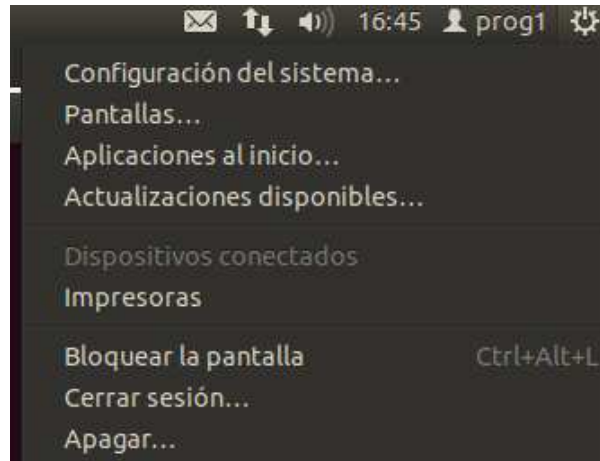 16:45 prog1
Configuración del sistema...
Pantallas...
Aplicaciones al inicio...
Actualizaciones disponibles...
Dispositivos conectados
Impresoras
Bloquear la pantalla Ctrl+Alt+L
Cerrar sesión...
Apagar...